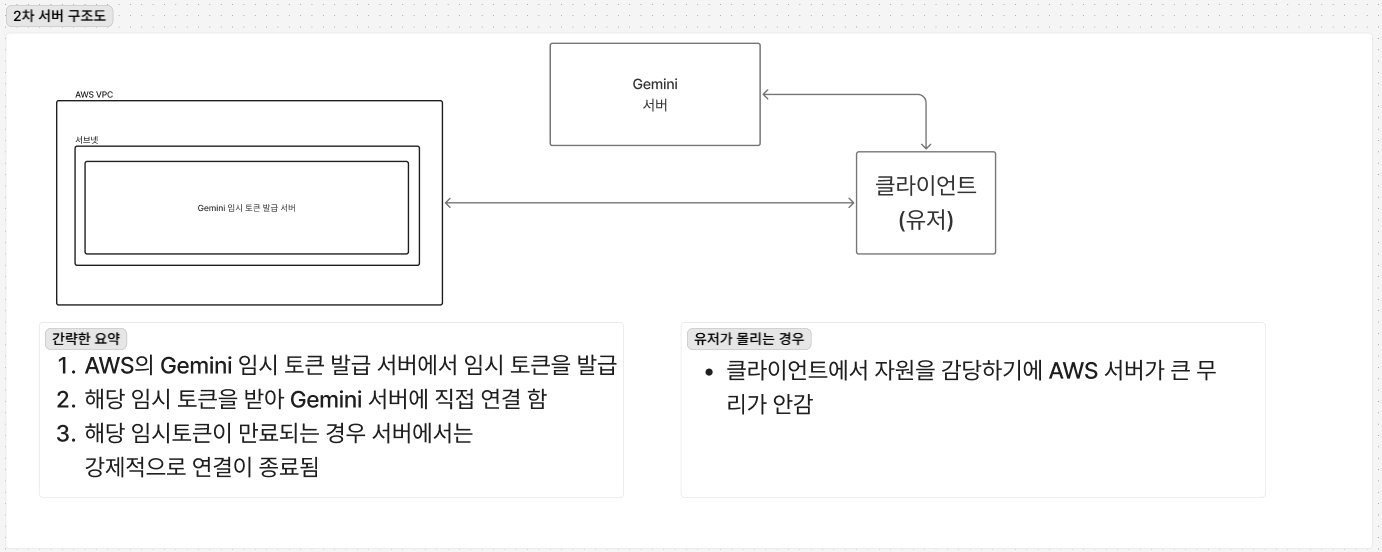 2차 서버 구조도
Gemini
서버
AWS VPC
서브넷
Gemini 임시 토큰 발급 서버
클라이언트
(유저)
간략한 요약
1. AWS의 Gemini 임시 토큰 발급 서버에서 임시 토큰을 발급
2. 해당 임시 토큰을 받아 Gemini 서버에 직접 연결 함
3. 해당 임시토큰이 만료되는 경우 서버에서는
강제적으로 연결이 종료됨
유저가 몰리는 경우
• 클라이언트에서 자원을 감당하기에 AWS 서버가 큰 무
리가 안감